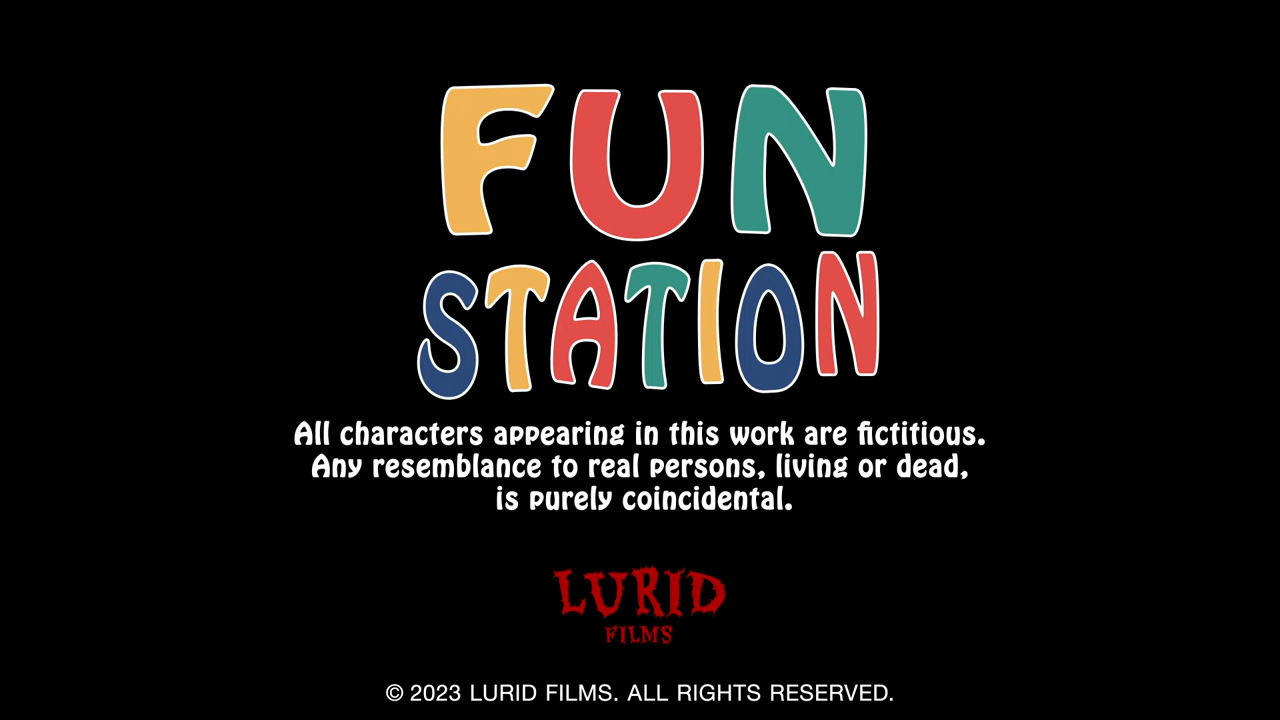 FUN
STATION
All characters appearing in this work are fictitious.
Any resemblance to real persons, living or dead,
is purely coincidental.
LURID
FILMS
© 2023 LURID FILMS. ALL RIGHTS RESERVED.